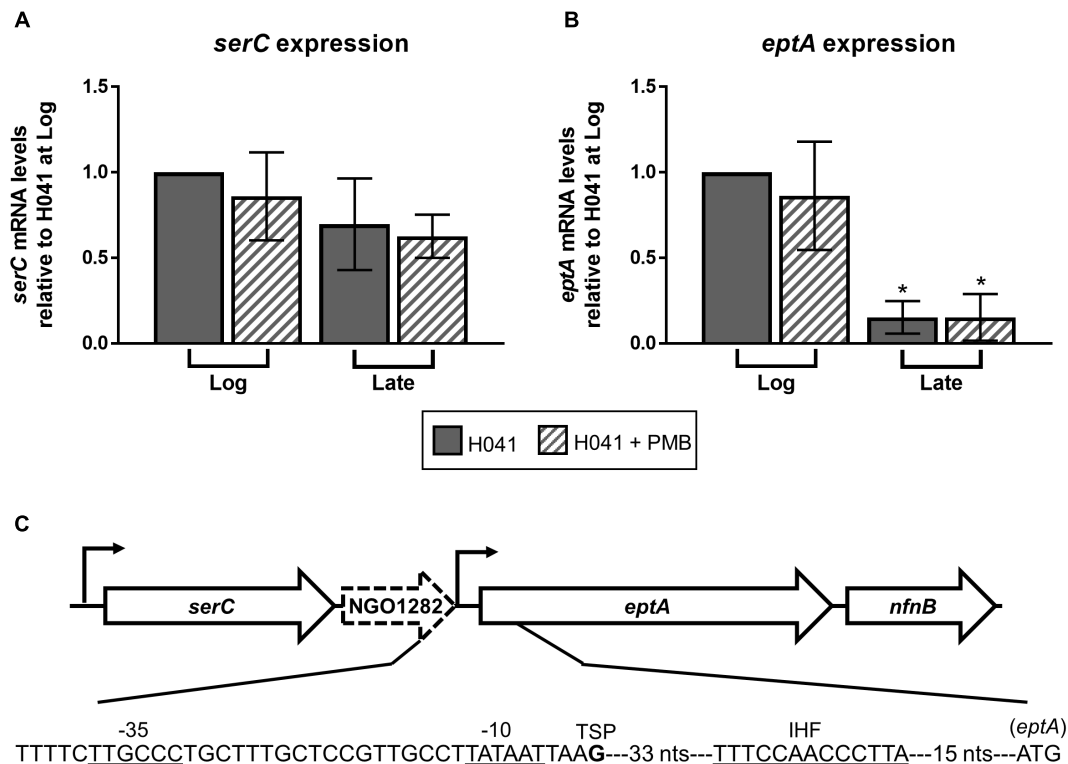 A
serC expression
serC mRNA levels
relative to H041 at Log
1.5
1.0
0.5
0.0
Log
Late
B
eptA expression
eptA mRNA levels
relative to H041 at Log
1.5
1.0
0.5
0.0
*
*
Log
Late
H041
H041 + PMB
C
serC
NGO1282
eptA
nfnB
-35
-10
TSP
IHF
(eptA)
TTTTCTTGCCCTGCTTTGCTCCGTTGCCTTATAATTAAG---33 nts---TTTCCAACCCTTA---15 nts---ATG